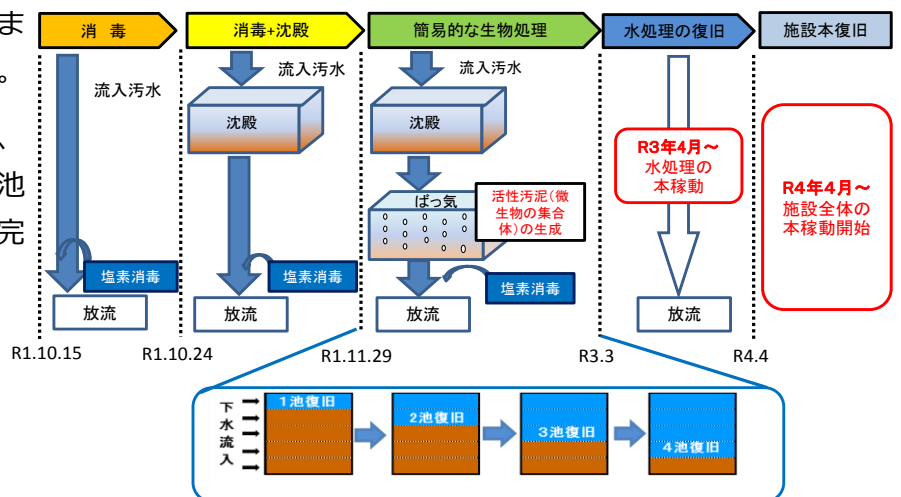 ま
。
、
池
完
消 毒
消毒+沈殿
簡易的な生物処理
水処理の復旧
施設本復旧
流入汚水
流入汚水
流入汚水
沈殿
沈殿
ばっ気
活性汚泥(微
生物の集合
体)の生成
R3年4月～
水処理の
本稼動
R4年4月～
施設全体の
本稼動開始
塩素消毒
塩素消毒
塩素消毒
放流
放流
放流
放流
R1.10.15
R1.10.24
R1.11.29
R3.3
R4.4
下水流入
1池復旧
2池復旧
3池復旧
4池復旧